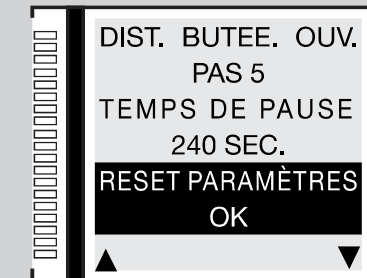 DIST. BUTEE. OUV.
PAS 5
TEMPS DE PAUSE
240 SEC.
RESET PARAMÈTRES
OK